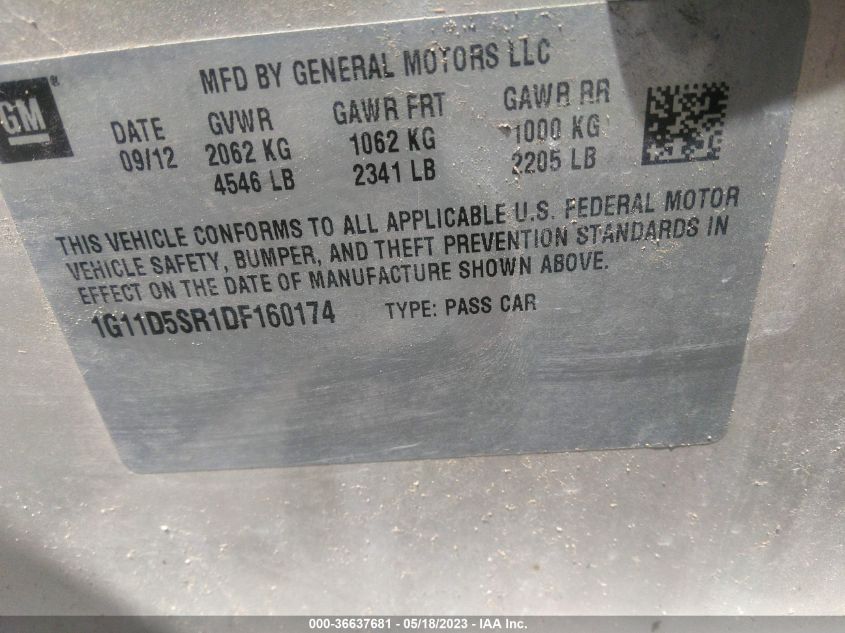 MFD BY GENERAL MOTORS LLC
GM®
DATE GVWR GAWR FRT GAWR RR
09/12 2062 KG 1062 KG 1000 KG
4546 LB 2341 LB 2205 LB
THIS VEHICLE CONFORMS TO ALL APPLICABLE U.S. FEDERAL MOTOR
VEHICLE SAFETY, BUMPER, AND THEFT PREVENTION STANDARDS IN
EFFECT ON THE DATE OF MANUFACTURE SHOWN ABOVE.
1G11D5SR1DF160174 TYPE: PASS CAR
000-36637681 - 05/18/2023 - IAA Inc.